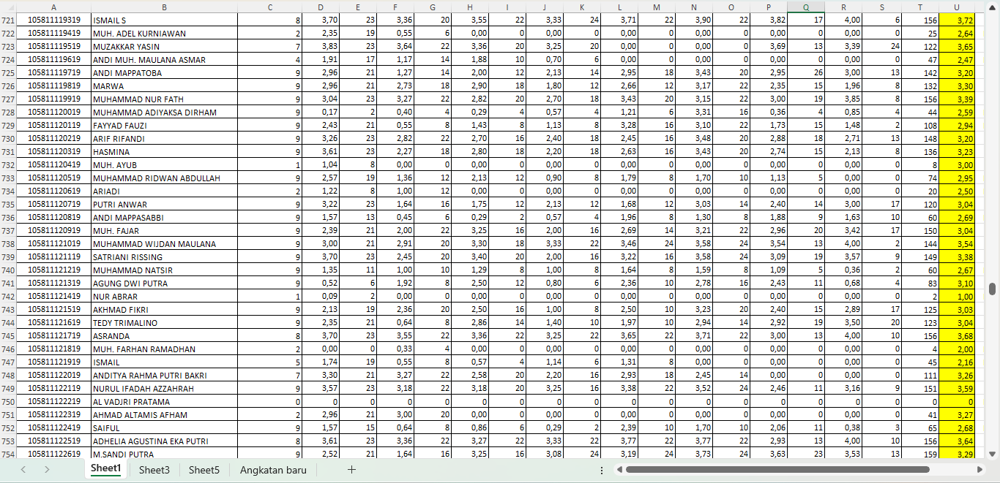 A B C D E F G H I J K L M N O P Q R S T U
721 105811119319 ISMAIL S 8 3,70 23 3,36 20 3,55 22 3,33 24 3,71 22 3,90 22 3,82 17 4,00 6 156 3,72
722 105811119419 MUH. ADEL KURNIAWAN 2 2,35 19 0,55 6 0,00 0 0,00 0 0,00 0 0,00 0 0,00 0 0,00 0 25 2,64
723 105811119519 MUZAKKAR YASIN 7 3,83 23 3,64 22 3,36 20 3,25 20 0,00 0 0,00 0 3,69 13 3,39 24 122 3,65
724 105811119619 ANDI MUH. MAULANA ASMAR 4 1,91 17 1,17 14 1,88 10 0,70 6 0,00 0 0,00 0 0,00 0 0,00 0 47 2,47
725 105811119719 ANDI MAPPATOBA 9 2,96 21 1,27 14 2,00 12 2,13 14 2,95 18 3,43 20 2,95 26 3,00 13 142 3,20
726 105811119819 MARWA 9 2,96 21 2,73 18 2,90 18 1,80 12 2,66 12 3,17 22 2,35 15 1,96 8 132 3,30
727 105811119919 MUHAMMAD NUR FATH 9 3,04 23 3,27 22 2,82 20 2,70 18 3,43 20 3,15 22 3,00 19 3,85 8 156 3,39
728 105811120019 MUHAMMAD ADIYAKSA DIRHAM 9 0,17 2 0,40 4 0,29 4 0,57 4 1,21 6 3,31 16 0,36 4 0,85 4 44 2,59
729 105811120119 FAYYAD FAUZI 9 2,43 21 0,55 8 1,43 8 1,13 8 3,28 16 3,10 22 1,73 15 1,48 2 108 2,94
730 105811120219 ARIF RIFANDI 9 3,26 23 2,82 22 2,70 16 2,40 18 2,45 16 3,48 20 2,88 18 2,71 13 148 3,20
731 105811120319 HASMINA 9 3,61 23 2,27 18 2,80 18 2,20 18 2,63 16 3,43 20 2,74 15 2,13 8 136 3,23
732 105811120419 MUH. AYUB 1 1,04 8 0,00 0 0,00 0 0,00 0 0,00 0 0,00 0 0,00 0 0,00 0 8 3,00
733 105811120519 MUHAMMAD RIDWAN ABDULLAH 9 2,57 19 1,36 12 2,13 12 0,90 8 1,79 8 1,70 10 1,13 5 0,00 0 74 2,95
734 105811120619 ARIADI 2 1,22 8 1,00 12 0,00 0 0,00 0 0,00 0 0,00 0 0,00 0 0,00 0 20 2,50
735 105811120719 PUTRI ANWAR 9 3,22 23 1,64 16 1,75 12 2,13 12 1,68 12 3,03 14 2,40 14 3,00 17 120 3,04
736 105811120819 ANDI MAPPASABBI 9 1,57 13 0,45 6 0,29 2 0,57 4 1,96 8 1,30 8 1,88 9 1,63 10 60 2,69
737 105811120919 MUH. FAJAR 9 2,39 21 2,00 22 3,25 16 2,00 16 2,69 14 3,21 22 2,96 20 3,42 17 150 3,04
738 105811121019 MUHAMMAD WIJDAN MAULANA 9 3,00 21 2,91 20 3,30 18 3,33 22 3,46 24 3,58 24 3,54 13 4,00 2 144 3,54
739 105811121119 SATRIANI RISSING 9 3,70 23 2,45 20 3,40 20 2,00 16 3,22 16 3,58 24 3,09 19 3,57 9 149 3,38
740 105811121219 MUHAMMAD NATSIR 9 1,35 11 1,00 10 1,29 8 1,00 8 1,64 8 1,59 8 1,09 5 0,36 2 60 2,67
741 105811121319 AGUNG DWI PUTRA 9 0,52 6 1,92 8 2,50 12 0,80 6 2,36 10 2,78 16 2,43 11 0,68 4 83 3,10
742 105811121419 NUR ABRAR 1 0,09 2 0,00 0 0,00 0 0,00 0 0,00 0 0,00 0 0,00 0 0,00 0 2 1,00
743 105811121519 AKHMAD FIKRI 9 2,13 19 2,36 20 2,50 16 1,00 8 2,50 10 3,23 20 2,40 15 2,89 17 125 3,03
744 105811121619 TEDY TRIMALINO 9 2,35 21 0,64 8 2,86 14 1,40 10 1,97 10 2,94 14 2,92 19 3,50 20 123 3,04
745 105811121719 ASRANDA 8 3,70 23 3,55 22 3,36 22 3,25 22 3,65 22 3,71 22 3,00 13 4,00 10 156 3,68
746 105811121819 MUH. FARHAN RAMADHAN 2 0,00 0 0,33 4 0,00 0 0,00 0 0,00 0 0,00 0 0,00 0 0,00 0 4 2,00
747 105811121919 ISMAIL 5 1,74 19 0,55 8 0,57 4 1,14 6 1,31 8 0,00 0 0,00 0 0,00 0 45 2,16
748 105811122019 ANDITYA RAHMA PUTRI BAKRI 7 3,30 21 3,27 22 2,58 20 2,20 16 2,93 18 2,45 14 0,00 0 0,00 0 111 3,26
749 105811122119 NURUL IFADAH AZZAHRAH 9 3,57 23 3,18 22 3,18 20 3,25 16 3,38 22 3,52 24 2,46 11 3,16 9 151 3,59
750 105811122219 AL VADJRI PRATAMA 0 0 0 0 0 0 0 0 0 0 0 0 0 0 0 0 0 0 0
751 105811122319 AHMAD ALTAMIS AFHAM 2 2,96 21 3,00 20 0,00 0 0,00 0 0,00 0 0,00 0 0,00 0 0,00 0 41 3,27
752 105811122419 SAIFUL 9 1,57 15 0,64 8 0,86 6 0,29 2 2,39 10 1,70 10 2,06 11 0,38 3 65 2,68
753 105811122519 ADHELIA AGUSTINA EKA PUTRI 8 3,61 23 3,36 22 3,27 22 3,33 22 3,77 22 3,77 22 2,93 13 4,00 10 156 3,64
754 105811122619 M.SANDI PUTRA 9 2,52 21 1,64 16 3,25 16 3,08 24 3,19 24 3,73 24 3,63 23 3,53 13 159 3,29
Sheet1 Sheet3 Sheet5 Angkatan baru +